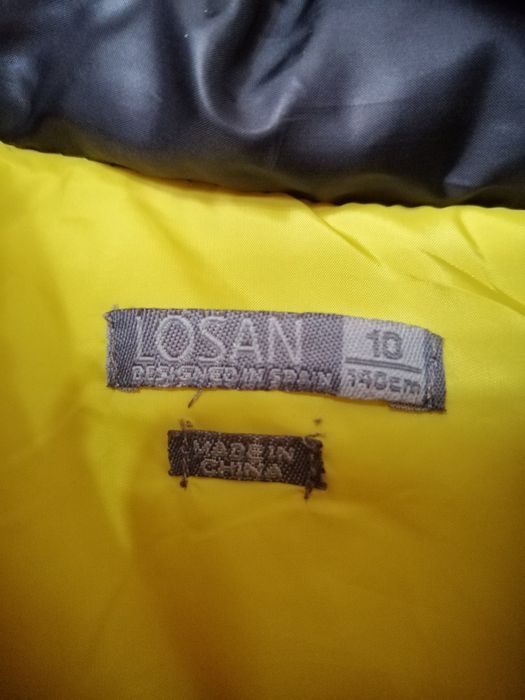 LOSAN
DESIGNED IN SPAIN
10
140cm
MADE IN
CHINA